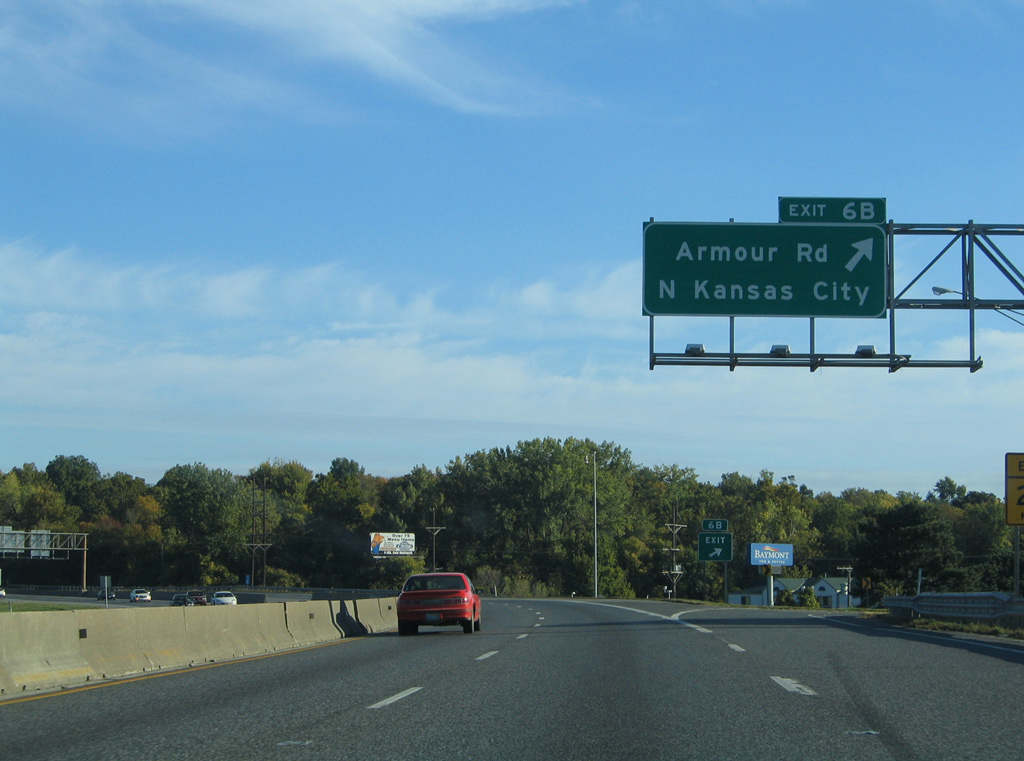 EXIT 6B
Armour Rd
N Kansas City
6B
EXIT
BAYMONT